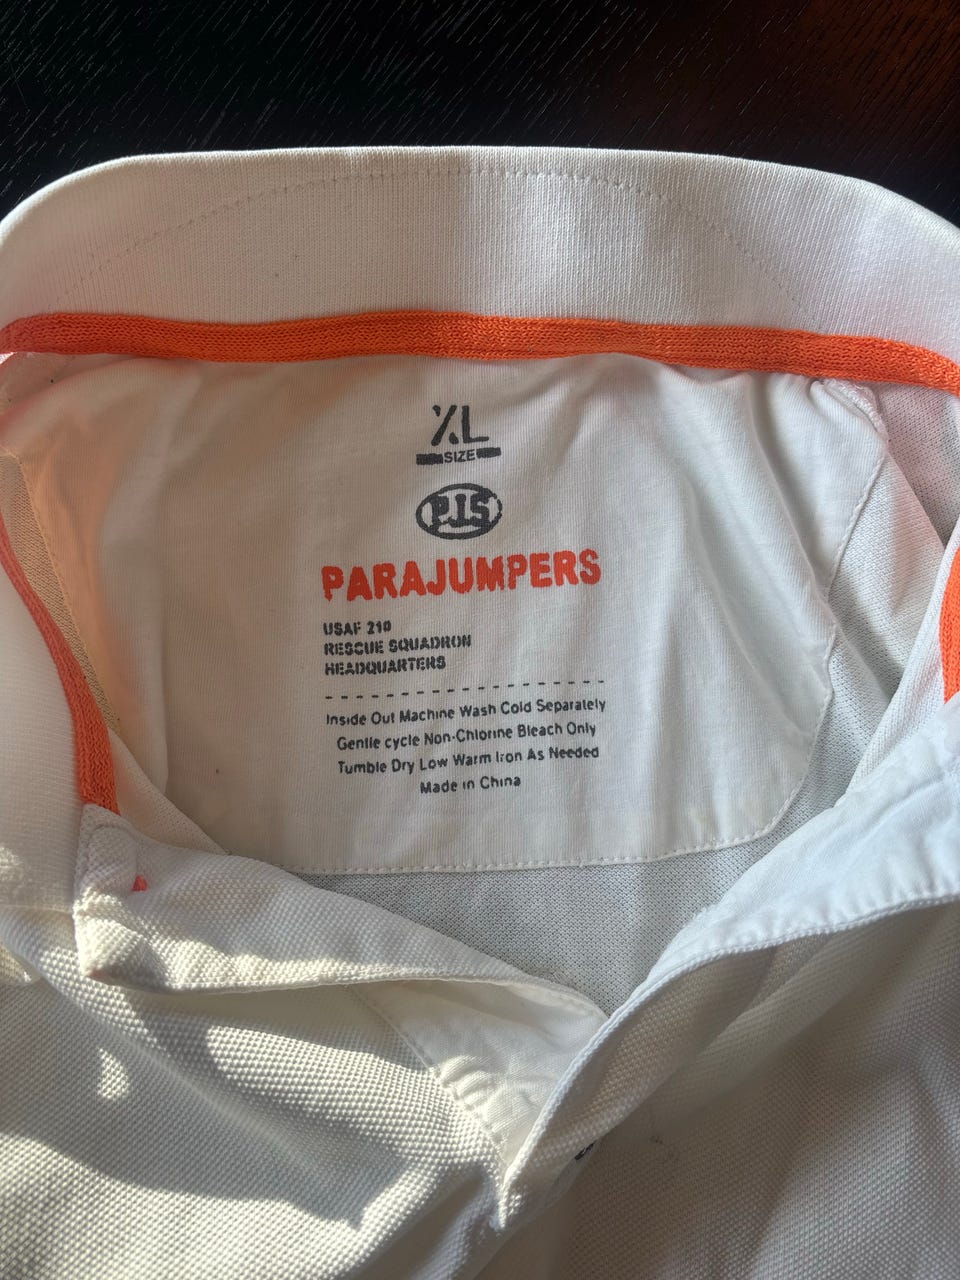 XL
SIZE
PJS
PARAJUMPERS
USAF 210
RESCUE SQUADRON
HEADQUARTERS
Inside Out Machine Wash Cold Separately
Gentle cycle Non-Chlorine Bleach Only
Tumble Dry Low Warm Iron As Needed
Made in China